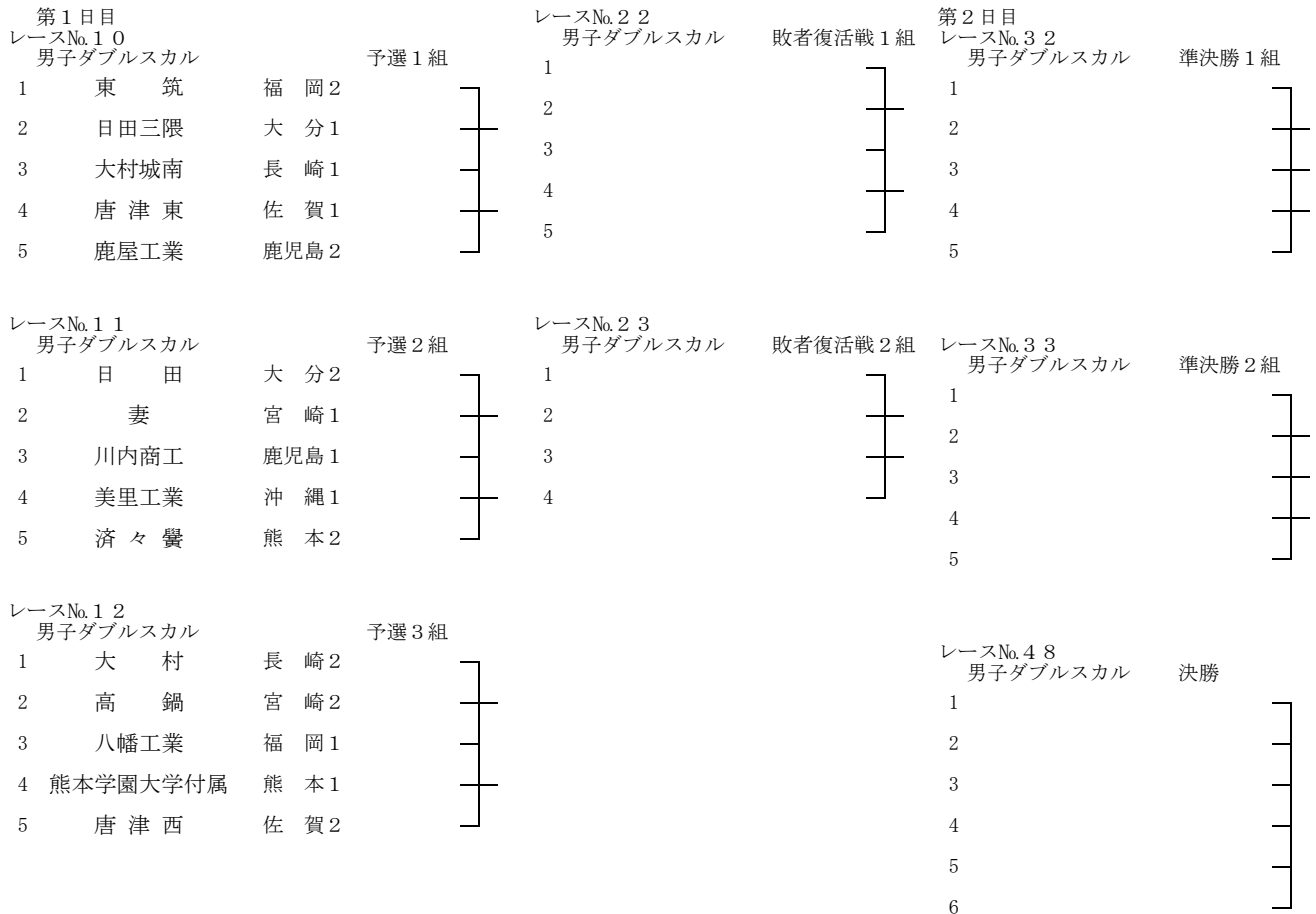 第１日目
レース№１０
男子ダブルスカル 予選１組
1 東 筑 福 岡２
2 日田三隈 大 分１
3 大村城南 長 崎１
4 唐 津 東 佐 賀１
5 鹿屋工業 鹿児島２
レース№１１
男子ダブルスカル 予選２組
1 日 田 大 分２
2 妻 宮 崎１
3 川内商工 鹿児島１
4 美里工業 沖 縄１
5 済 々 黌 熊 本２
レース№１２
男子ダブルスカル 予選３組
1 大 村 長 崎２
2 高 鍋 宮 崎２
3 八幡工業 福 岡１
4 熊本学園大学付属 熊 本１
5 唐 津 西 佐 賀２
レース№２２
男子ダブルスカル 敗者復活戦１組
1
2
3
4
5
レース№２３
男子ダブルスカル 敗者復活戦２組
1
2
3
4
第２日目
レース№３２
男子ダブルスカル 準決勝１組
1
2
3
4
5
レース№３３
男子ダブルスカル 準決勝２組
1
2
3
4
5
レース№４８
男子ダブルスカル 決勝
1
2
3
4
5
6